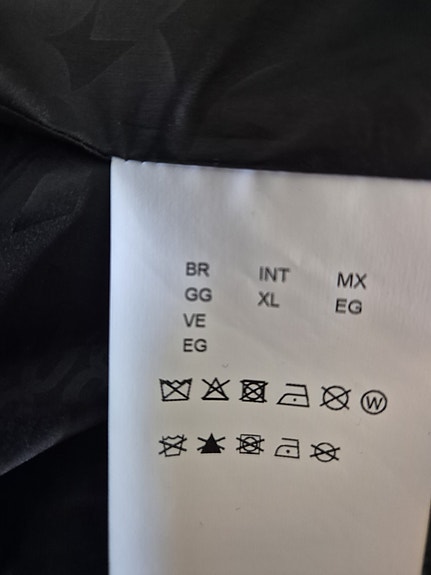 BR INT MX
GG XL EG
VE
EG
W